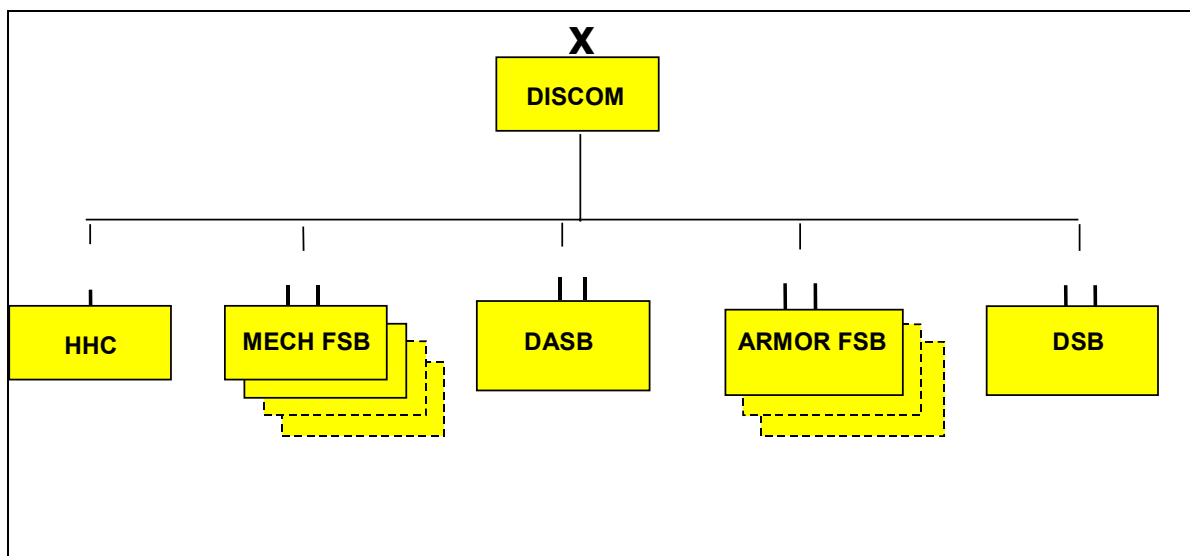 X
DISCOM
HHC
MECH FSB
DASB
ARMOR FSB
DSB